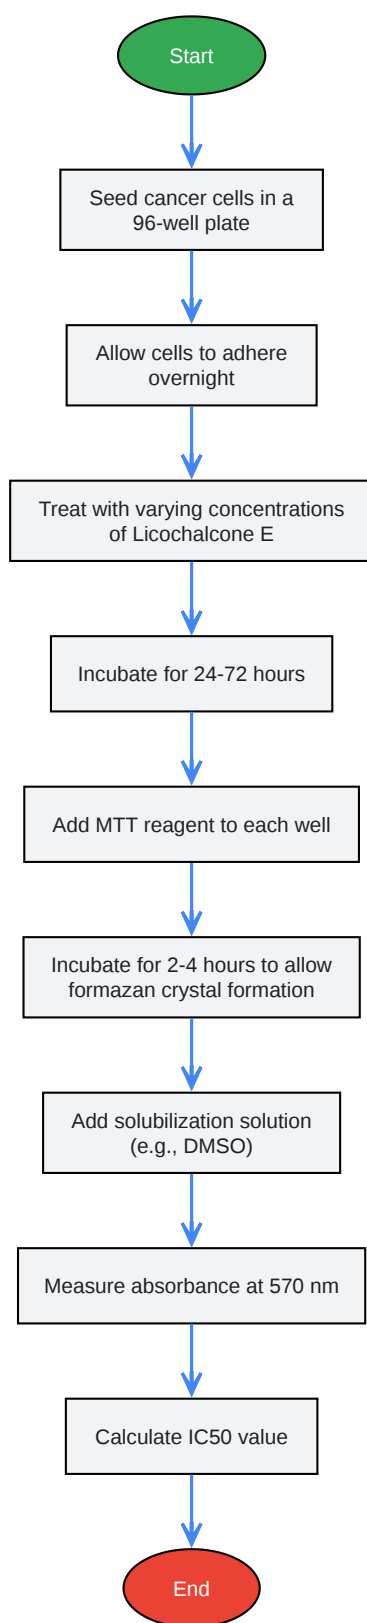 Start
Seed cancer cells in a
96-well plate
Allow cells to adhere
overnight
Treat with varying concentrations
of Licochalcone E
Incubate for 24-72 hours
Add MTT reagent to each well
Incubate for 2-4 hours to allow
formazan crystal formation
Add solubilization solution
(e.g., DMSO)
Measure absorbance at 570 nm
Calculate IC50 value
End